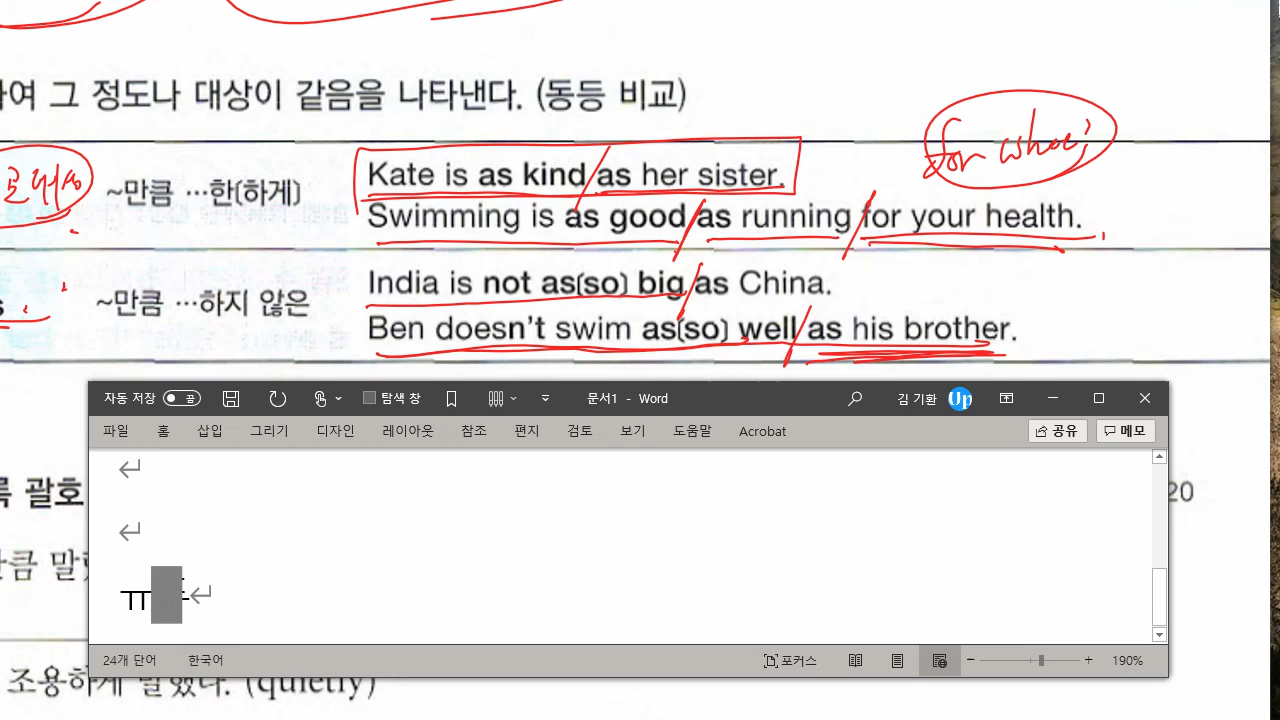 하여 그 정도나 대상이 같음을 나타낸다. (동등 비교)
~만큼 …한(하게)
Kate is as kind as her sister.
Swimming is as good as running for your health.
~만큼 …하지 않은
India is not as(so) big as China.
Ben doesn't swim as(so) well as his brother.
자동 저장 끔 탐색 창 문서1 - Word 김 기환
파일 홈 삽입 그리기 디자인 레이아웃 참조 편지 검토 보기 도움말 Acrobat 공유 메모
괄호
20
만큼
ㅠ
24개 단어 한국어 포커스 190%
조용하게 말했다. (quietly)